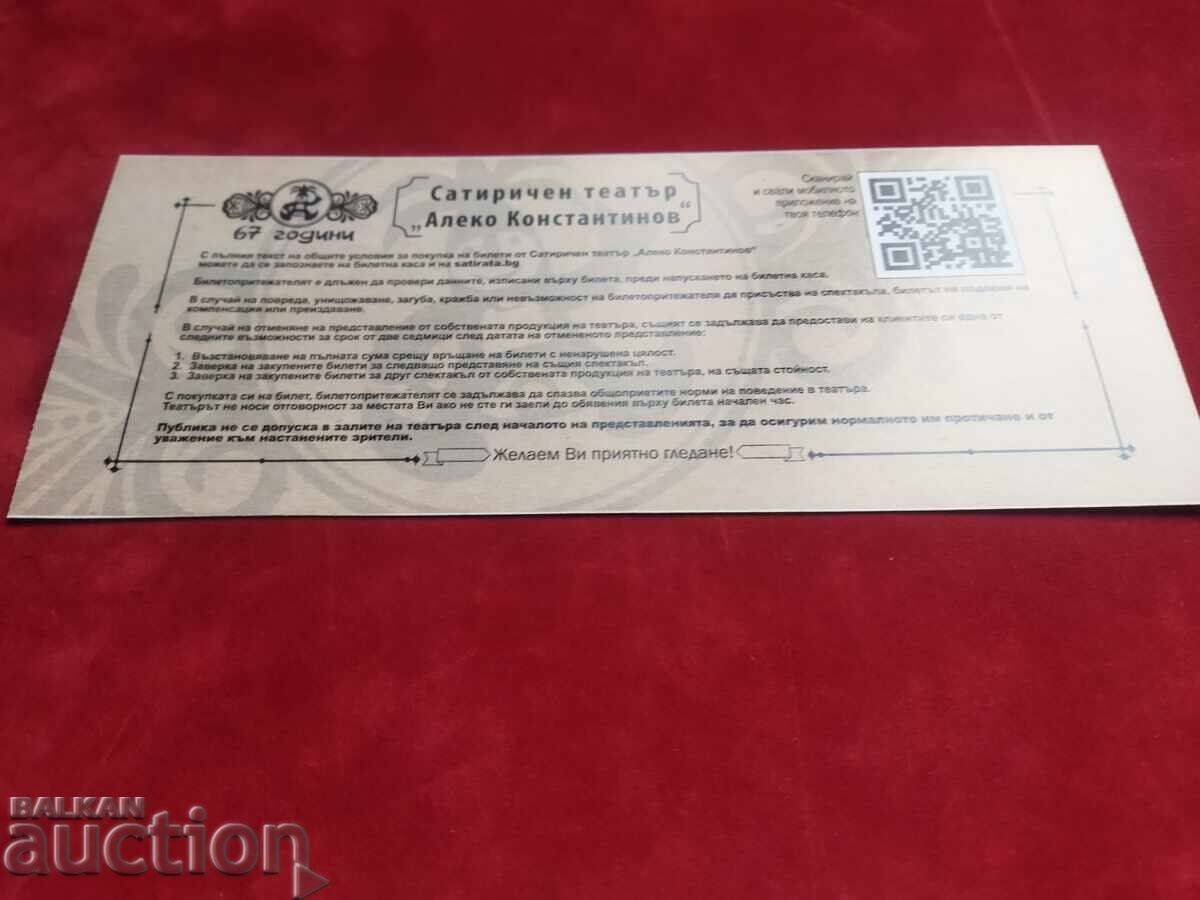 67 години
Сатиричен театър
„Алеко Константинов“
Сканирай
и свали мобилното
приложение на
твоя телефон
С пълния текст на общите условия за покупка на билети от Сатиричен театър „Алеко Константинов“
можете да се запознаете на билетна каса и на satirata.bg
Билетопритежателят е длъжен да провери данните, изписани върху билета, преди напускането на билетна каса.
В случай на повреда, унищожаване, загуба, кражба или невъзможност на билетопритежателя да присъства на спектакъла, билетът не подлежи на
компенсация или преиздаване.
В случай на отменяне на представление от собствената продукция на театъра, същият се задължава да предостави на клиентите си една от
следните възможности за срок от две седмици след датата на отмененото представление:
1. Възстановяване на пълната сума срещу връщане на билети с ненарушена цялост.
2. Заверка на закупените билети за следващо представяне на същия спектакъл.
3. Заверка на закупените билети за друг спектакъл от собствената продукция на театъра, на същата стойност.
С покупката си на билет, билетопритежателят се задължава да спазва общоприетите норми на поведение в театъра.
Театърът не носи отговорност за местата Ви ако не сте ги заели до обявения върху билета начален час.
Публика не се допуска в залите на театъра след началото на представленията, за да осигурим нормалното им протичане и от
уважение към настанените зрители.
Желаем Ви приятно гледане!
BALKAN
auction